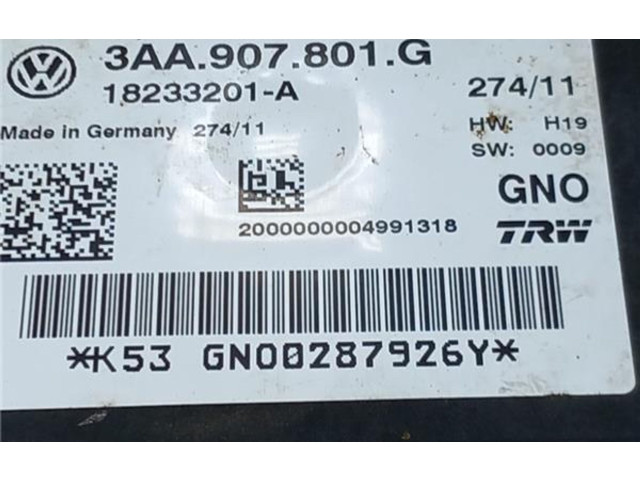 3AA.907.801.G
18233201-A 274/11
Made in Germany 274/11 HW: H19
SW: 0009
GNO
2000000004991318 TRW
*K53 GNO0287926Y*